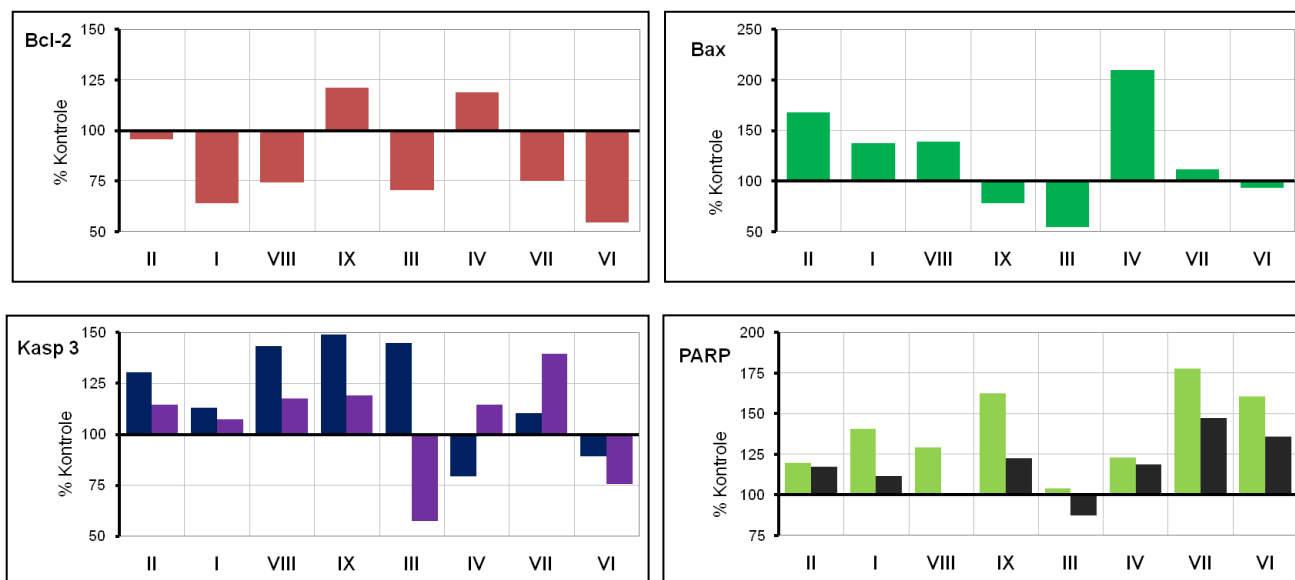 Bcl-2
% Kontrole
150
125
100
75
50
II I VIII IX III IV VII VI
Bax
% Kontrole
250
200
150
100
50
II I VIII IX III IV VII VI
Kasp 3
% Kontrole
150
125
100
75
50
II I VIII IX III IV VII VI
PARP
% Kontrole
200
175
150
125
100
75
II I VIII IX III IV VII VI